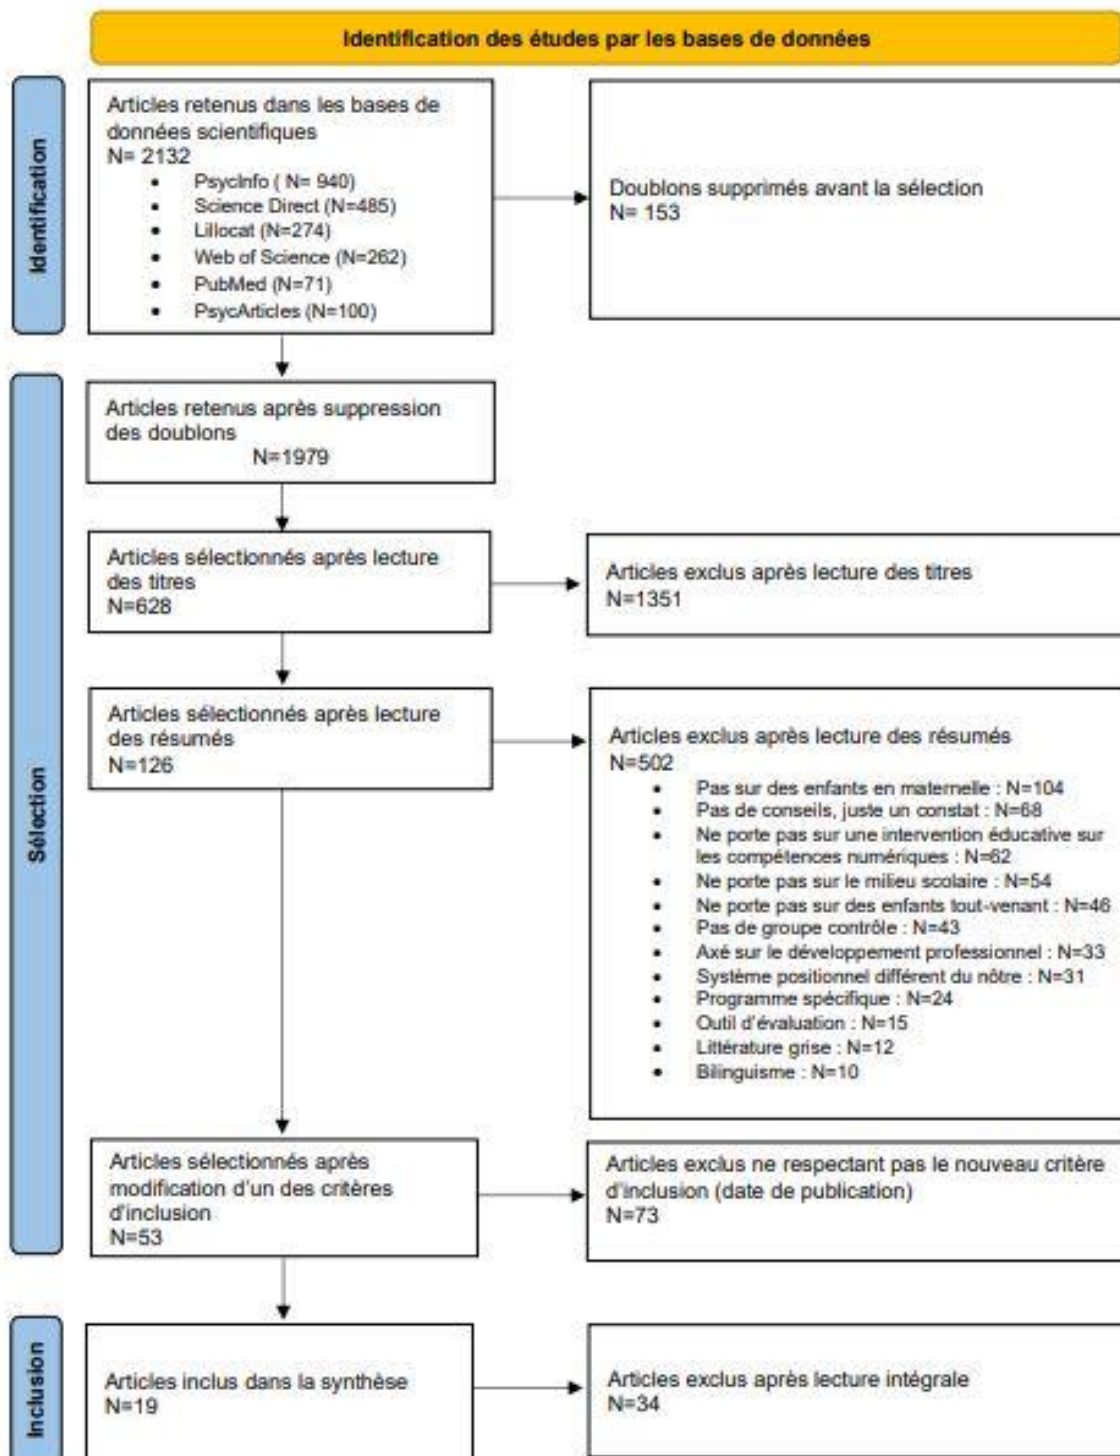 Identification des études par les bases de données
Identification
Articles retenus dans les bases de
données scientifiques
N= 2132
• PsycInfo ( N= 940)
• Science Direct (N=485)
• Lillocat (N=274)
• Web of Science (N=262)
• PubMed (N=71)
• PsycArticles (N=100)
Doublons supprimés avant la sélection
N= 153
Sélection
Articles retenus après suppression
des doublons
N=1979
Articles sélectionnés après lecture
des titres
N=628
Articles exclus après lecture des titres
N=1351
Articles sélectionnés après lecture
des résumés
N=126
Articles exclus après lecture des résumés
N=502
• Pas sur des enfants en maternelle : N=104
• Pas de conseils, juste un constat : N=68
• Ne porte pas sur une intervention éducative sur
les compétences numériques : N=62
• Ne porte pas sur le milieu scolaire : N=54
• Ne porte pas sur des enfants tout-venant : N=46
• Pas de groupe contrôle : N=43
• Axé sur le développement professionnel : N=33
• Système positionnel différent du nôtre : N=31
• Programme spécifique : N=24
• Outil d'évaluation : N=15
• Littérature grise : N=12
• Bilinguisme : N=10
Articles sélectionnés après
modification d'un des critères
d'inclusion
N=53
Articles exclus ne respectant pas le nouveau critère
d'inclusion (date de publication)
N=73
Inclusion
Articles inclus dans la synthèse
N=19
Articles exclus après lecture intégrale
N=34